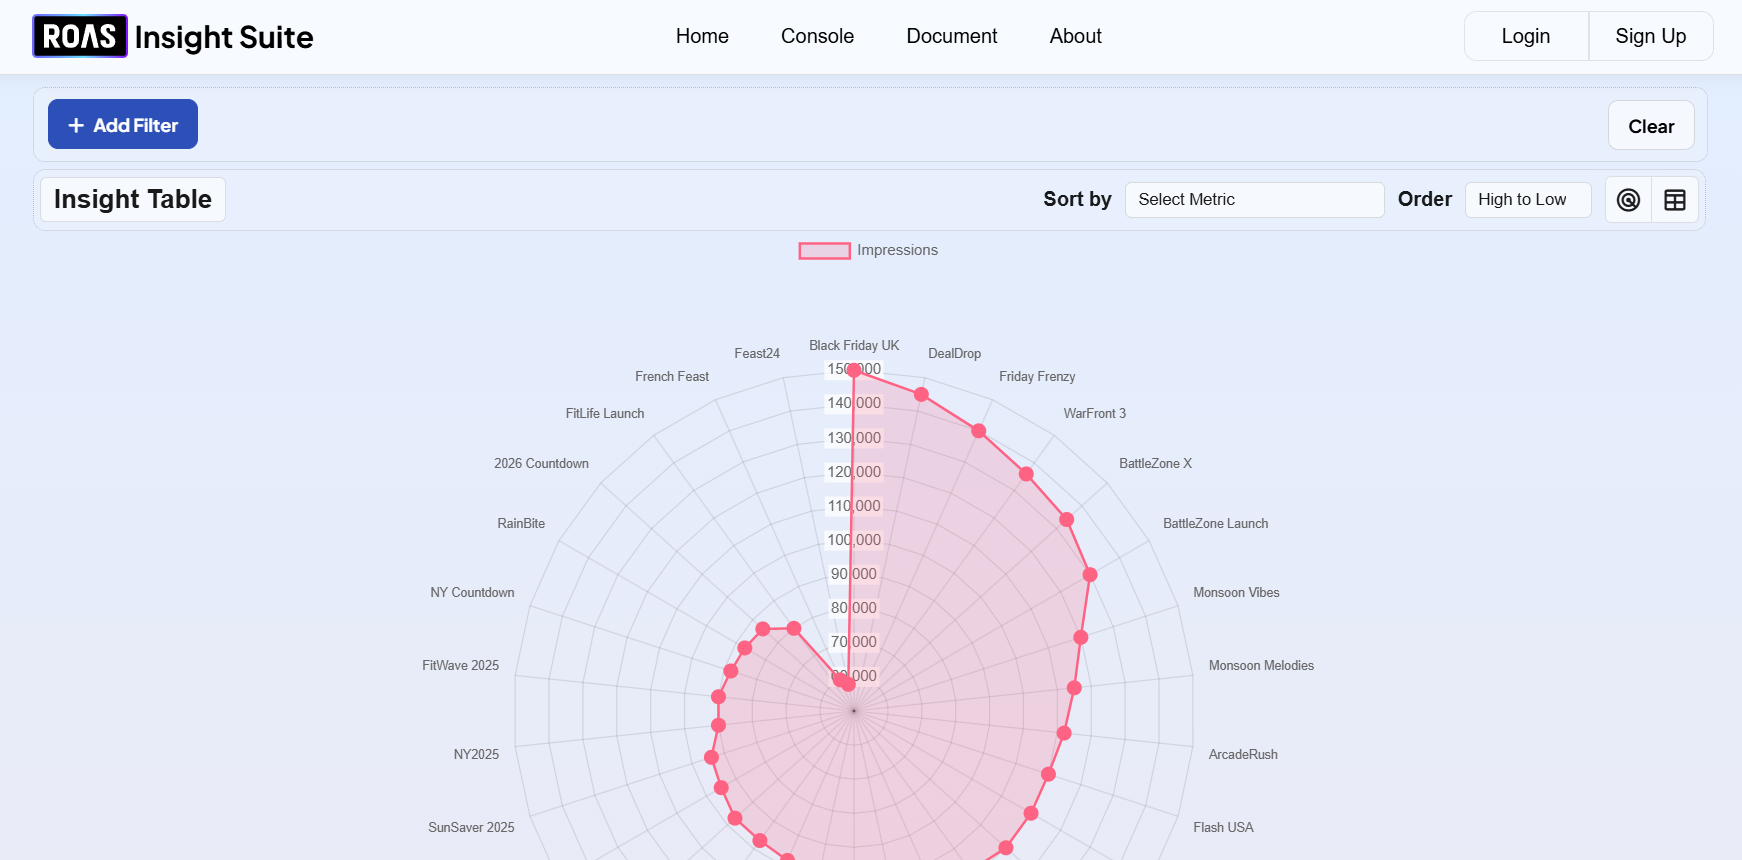 ROAS Insight Suite
Home
Console
Document
About
Login
Sign Up
+ Add Filter
Clear
Insight Table
Sort by
Select Metric
Order
High to Low
Impressions
Black Friday UK
DealDrop
Friday Frenzy
WarFront 3
BattleZone X
BattleZone Launch
Monsoon Vibes
Monsoon Melodies
ArcadeRush
Flash USA
Feast24
French Feast
FitLife Launch
2026 Countdown
RainBite
NY Countdown
FitWave 2025
NY2025
SunSaver 2025
150,000
140,000
130,000
120,000
110,000
100,000
90,000
80,000
70,000
60,000